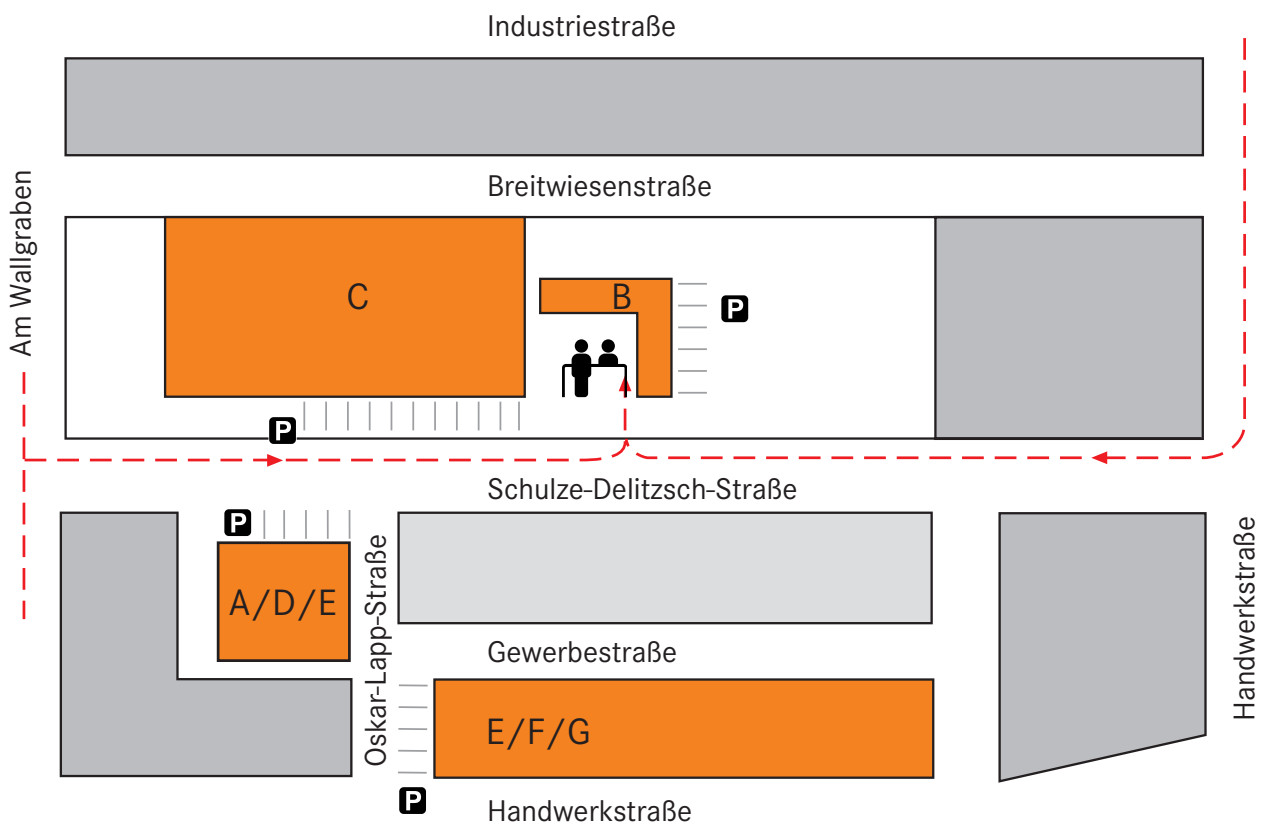 Industriestraße
Breitwiesenstraße
Am Wallgraben
C
B
P
P
Schulze-Delitzsch-Straße
P
A/D/E
Oskar-Lapp-Straße
Gewerbestraße
Handwerkstraße
E/F/G
P
Handwerkstraße